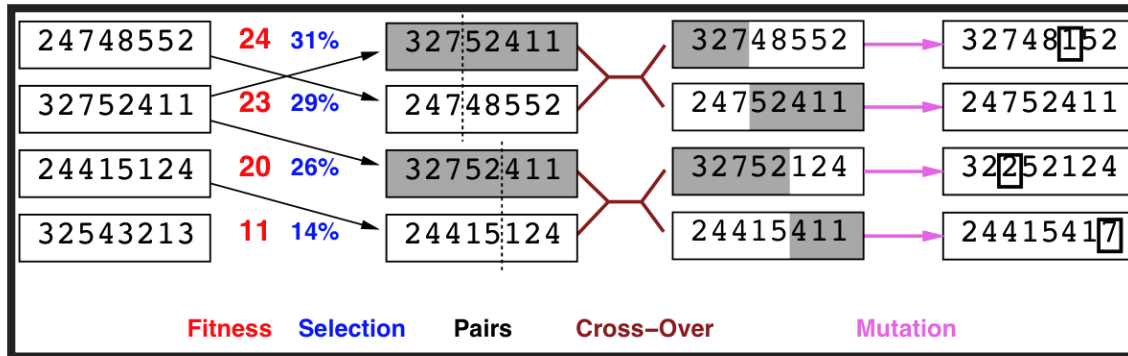 24748552 24 31% 32752411 32748552 32748152
32752411 23 29% 24748552 24752411 24752411
24415124 20 26% 32752411 32752124 32252124
32543213 11 14% 24415124 24415411 24415417
Fitness Selection Pairs Cross–Over Mutation